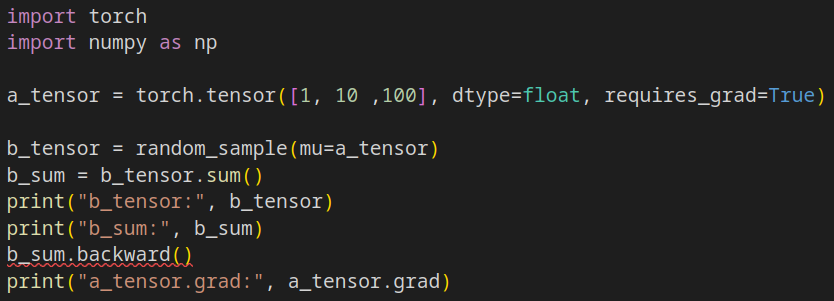 import torch
import numpy as np
a_tensor = torch.tensor([1, 10 ,100], dtype=float, requires_grad=True)
b_tensor = random_sample(mu=a_tensor)
b_sum = b_tensor.sum()
print("b_tensor:", b_tensor)
print("b_sum:", b_sum)
b_sum.backward()
print("a_tensor.grad:", a_tensor.grad)